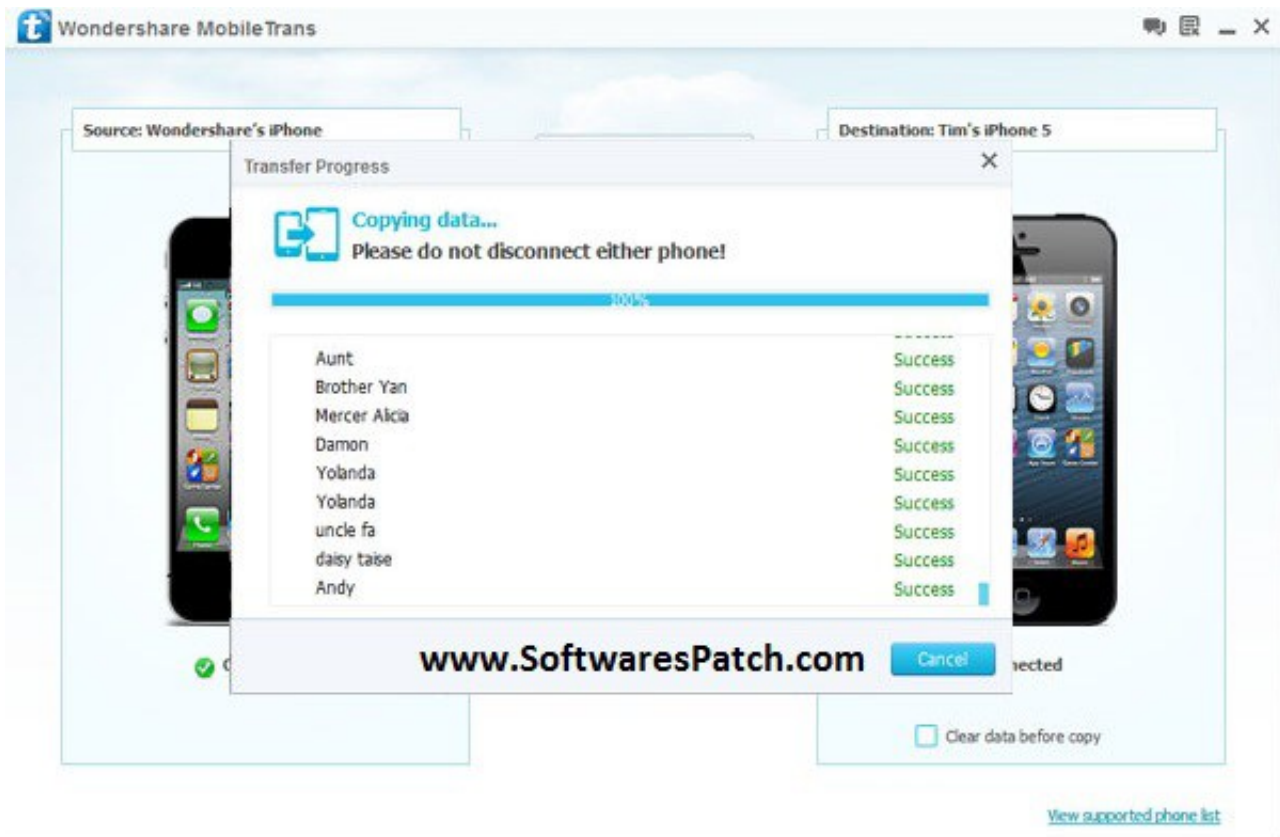 Wondershare MobileTrans
Source: Wondershare's iPhone
Destination: Tim's iPhone 5
Transfer Progress
Copying data...
Please do not disconnect either phone!
100%
Aunt Success
Brother Yan Success
Mercer Alicia Success
Damon Success
Yolanda Success
Yolanda Success
uncle fa Success
daisy taise Success
Andy Success
www.SoftwaresPatch.com
Cancel
nected
Clear data before copy
View supported phone list